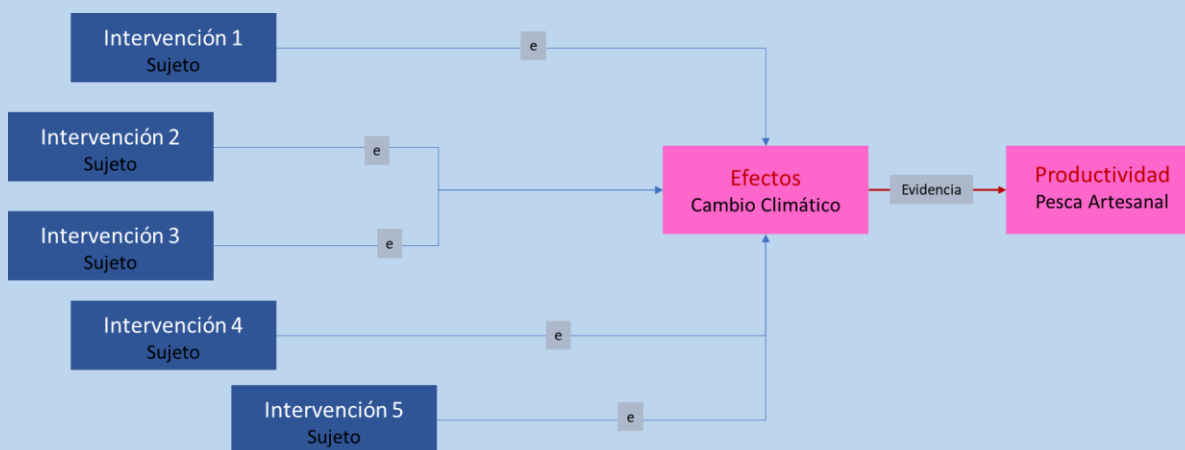 Intervención 1
Sujeto
e
Intervención 2
Sujeto
e
Intervención 3
Sujeto
e
Intervención 4
Sujeto
e
Intervención 5
Sujeto
e
Efectos
Cambio Climático
Evidencia
Productividad
Pesca Artesanal